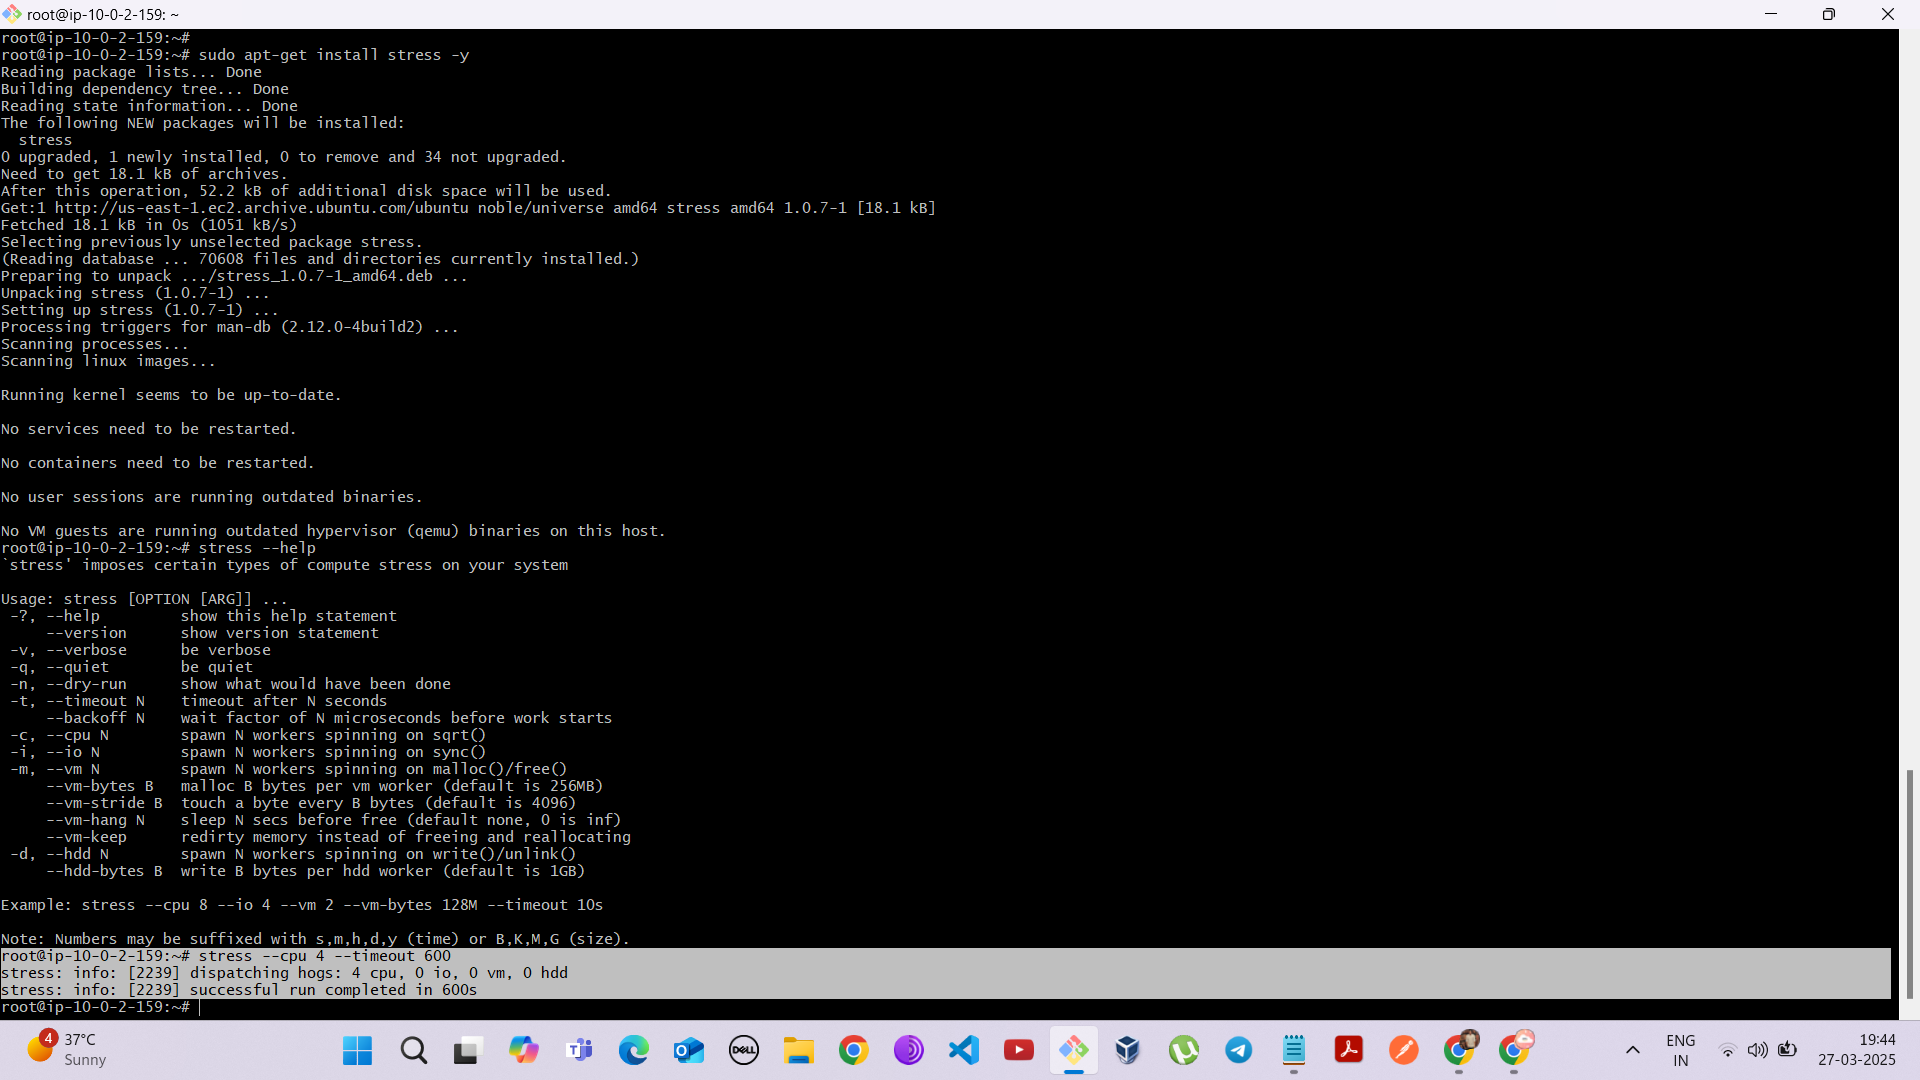 root@ip-10-0-2-159: ~
root@ip-10-0-2-159:~#
root@ip-10-0-2-159:~# sudo apt-get install stress -y
Reading package lists... Done
Building dependency tree... Done
Reading state information... Done
The following NEW packages will be installed:
  stress
0 upgraded, 1 newly installed, 0 to remove and 34 not upgraded.
Need to get 18.1 kB of archives.
After this operation, 52.2 kB of additional disk space will be used.
Get:1 http://us-east-1.ec2.archive.ubuntu.com/ubuntu noble/universe amd64 stress amd64 1.0.7-1 [18.1 kB]
Fetched 18.1 kB in 0s (1051 kB/s)
Selecting previously unselected package stress.
(Reading database ... 70608 files and directories currently installed.)
Preparing to unpack .../stress_1.0.7-1_amd64.deb ...
Unpacking stress (1.0.7-1) ...
Setting up stress (1.0.7-1) ...
Processing triggers for man-db (2.12.0-4build2) ...
Scanning processes...
Scanning linux images...
Running kernel seems to be up-to-date.
No services need to be restarted.
No containers need to be restarted.
No user sessions are running outdated binaries.
No VM guests are running outdated hypervisor (qemu) binaries on this host.
root@ip-10-0-2-159:~# stress --help
`stress' imposes certain types of compute stress on your system
Usage: stress [OPTION [ARG]] ...
 -?, --help         show this help statement
     --version      show version statement
 -v, --verbose      be verbose
 -q, --quiet        be quiet
 -n, --dry-run      show what would have been done
 -t, --timeout N    timeout after N seconds
     --backoff N    wait factor of N microseconds before work starts
 -c, --cpu N        spawn N workers spinning on sqrt()
 -i, --io N         spawn N workers spinning on sync()
 -m, --vm N         spawn N workers spinning on malloc()/free()
     --vm-bytes B   malloc B bytes per vm worker (default is 256MB)
     --vm-stride B  touch a byte every B bytes (default is 4096)
     --vm-hang N    sleep N secs before free (default none, 0 is inf)
     --vm-keep      redirty memory instead of freeing and reallocating
 -d, --hdd N        spawn N workers spinning on write()/unlink()
     --hdd-bytes B  write B bytes per hdd worker (default is 1GB)
Example: stress --cpu 8 --io 4 --vm 2 --vm-bytes 128M --timeout 10s
Note: Numbers may be suffixed with s,m,h,d,y (time) or B,K,M,G (size).
root@ip-10-0-2-159:~# stress --cpu 4 --timeout 600
stress: info: [2239] dispatching hogs: 4 cpu, 0 io, 0 vm, 0 hdd
stress: info: [2239] successful run completed in 600s
root@ip-10-0-2-159:~#
4
37°C
Sunny
DELL
ENG
IN
19:44
27-03-2025